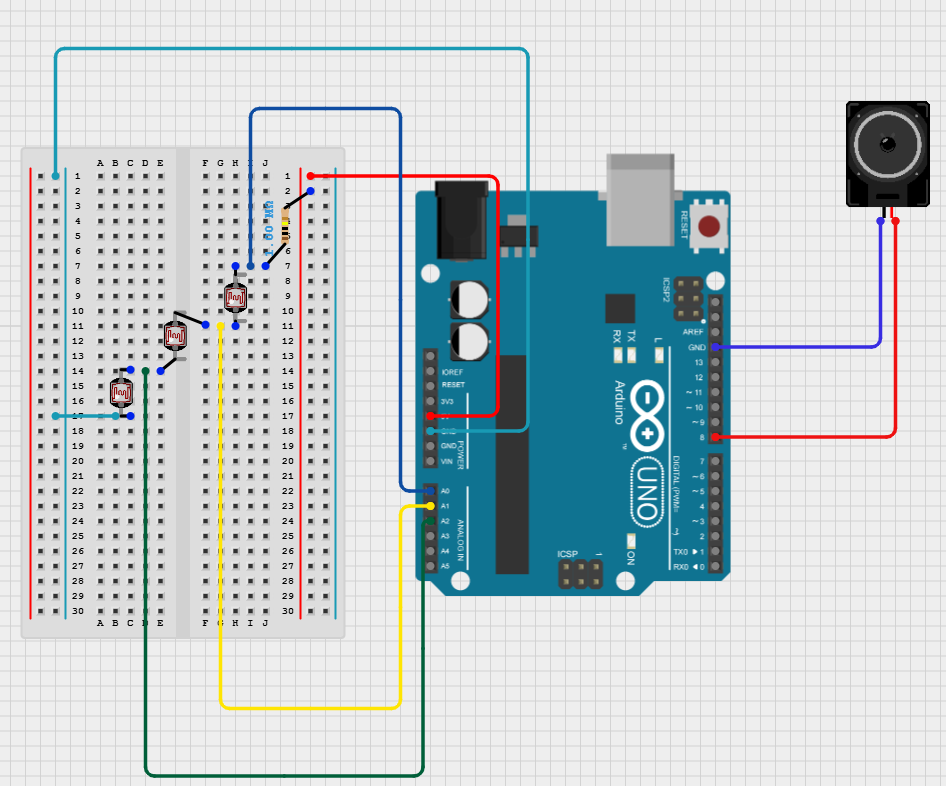 A B C D E F G H I J
1 1
2 2
3 3
4 4
5 5
6 6
7 7
8 8
9 9
10 10
11 11
12 12
13 13
14 14
15 15
16 16
17 17
18 18
19 19
20 20
21 21
22 22
23 23
24 24
25 25
26 26
27 27
28 28
29 29
30 30
A B C D E F G H I J
RESET
ICSP2
AREF
GND
13
12
~ 11
~ 10
~ 9
8
7
~ 6
~ 5
4
~ 3
2
TX0 1
RX0 0
DIGITAL (PWM=
RX
TX
L
Arduino
UNO
ON
ICSP
1
IOREF
RESET
3V3
GND
VIN
POWER
A0
A1
A2
A3
A4
A5
ANALOG IN